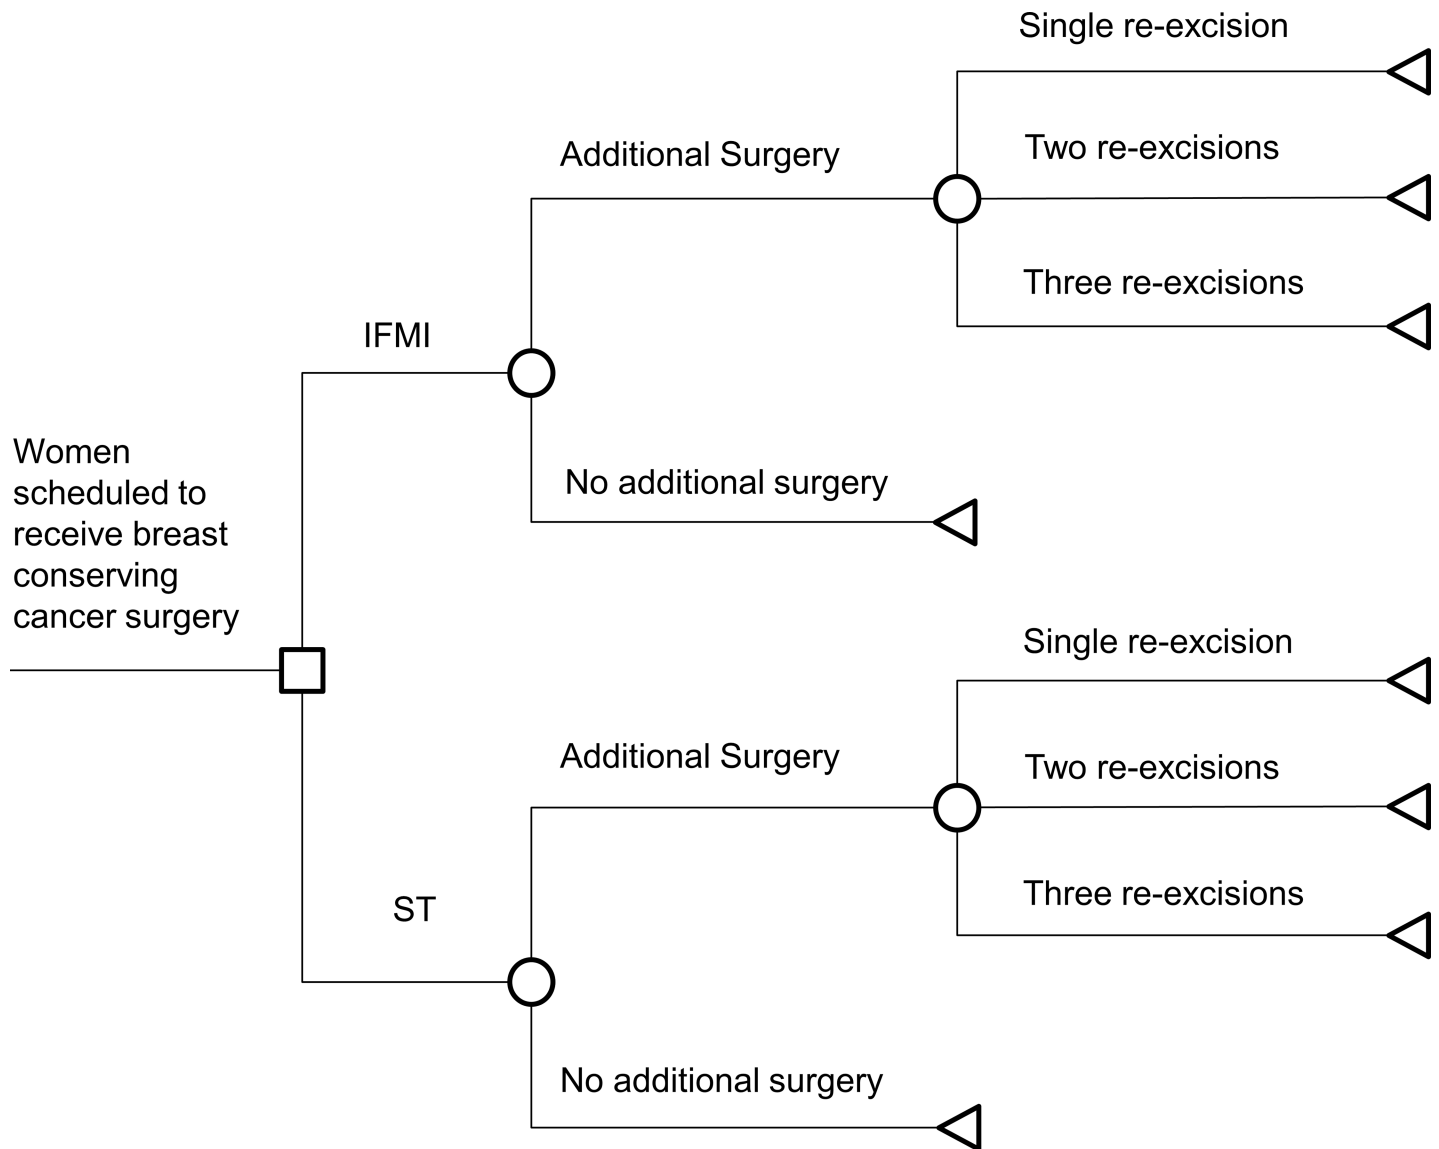 Single re-excision
Additional Surgery
Two re-excisions
Three re-excisions
IFMI
No additional surgery
Women
scheduled to
receive breast
conserving
cancer surgery
Single re-excision
Additional Surgery
Two re-excisions
Three re-excisions
ST
No additional surgery